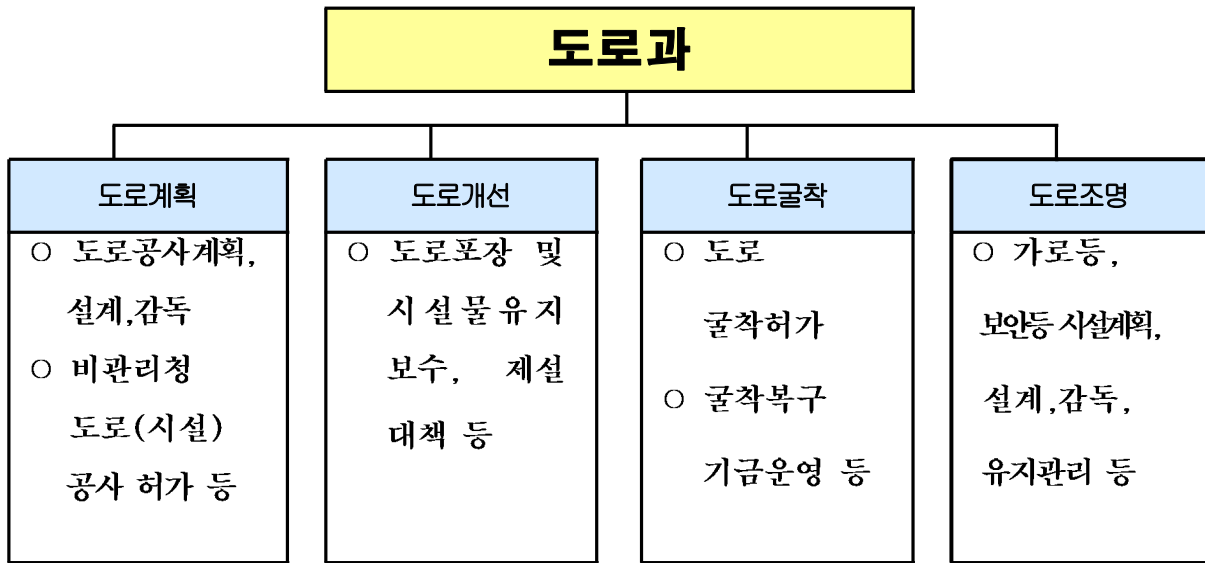 도로과
도로계획
○ 도로공사계획,
설계,감독
○ 비관리청
도로(시설)
공사 허가 등
도로개선
○ 도로포장 및
시설물유지
보수, 제설
대책 등
도로굴착
○ 도로
굴착허가
○ 굴착복구
기금운영 등
도로조명
○ 가로등,
보안등 시설계획,
설계,감독,
유지관리 등